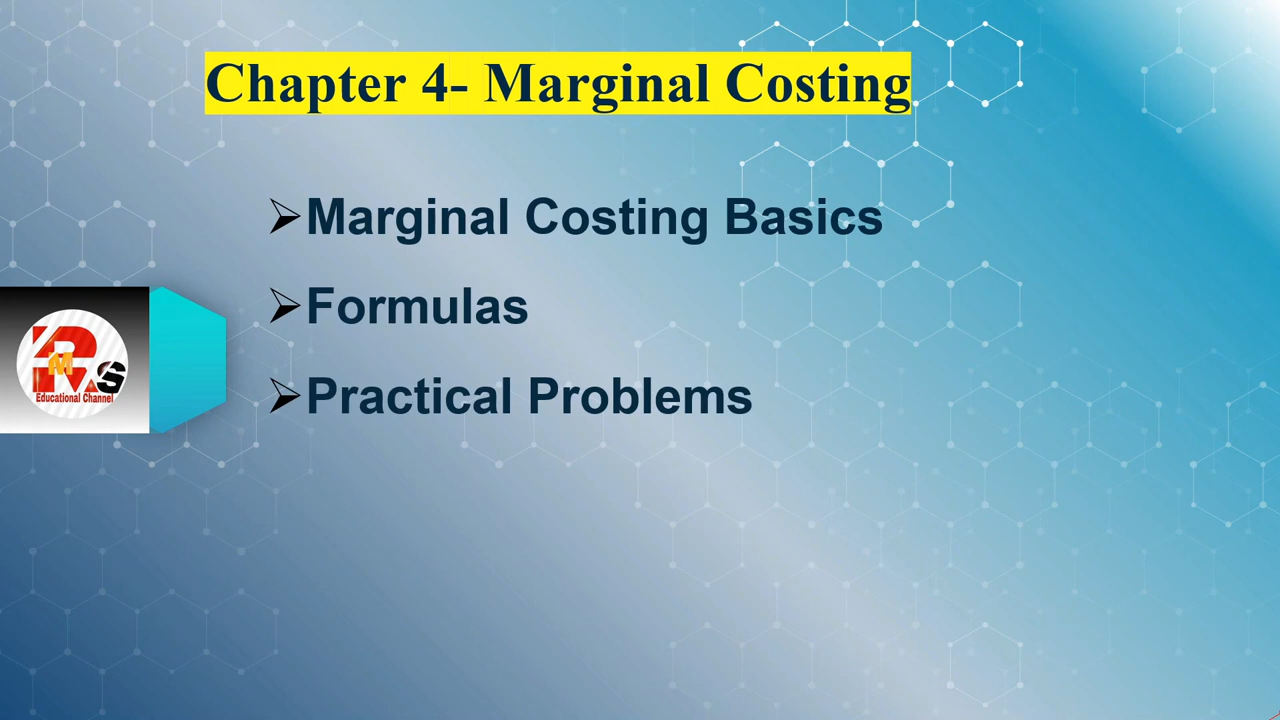 Chapter 4- Marginal Costing
➢Marginal Costing Basics
➢Formulas
➢Practical Problems
M
S
Educational Channel